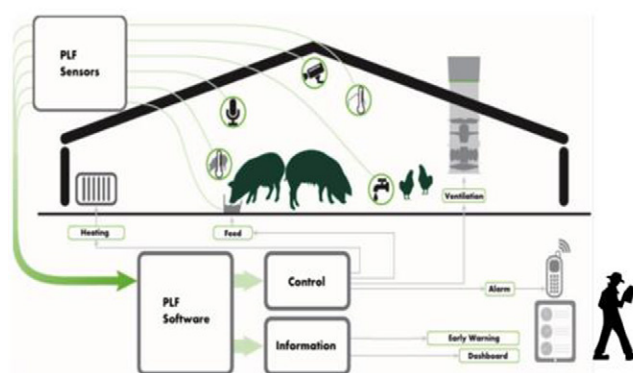 PLF
Sensors
Ventilation
Heating
Feed
PLF
Software
Control
Alarm
Information
Early Warning
Dashboard